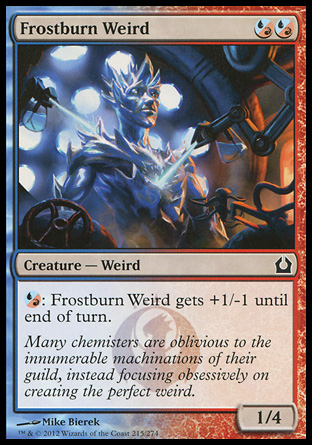 Frostburn Weird
Creature — Weird
: Frostburn Weird gets +1/-1 until
end of turn.
Many chemisters are oblivious to the
innumerable machinations of their
guild, instead focusing obsessively on
creating the perfect weird.
Mike Bierek
™ & © 2012 Wizards of the Coast 215/274
1/4